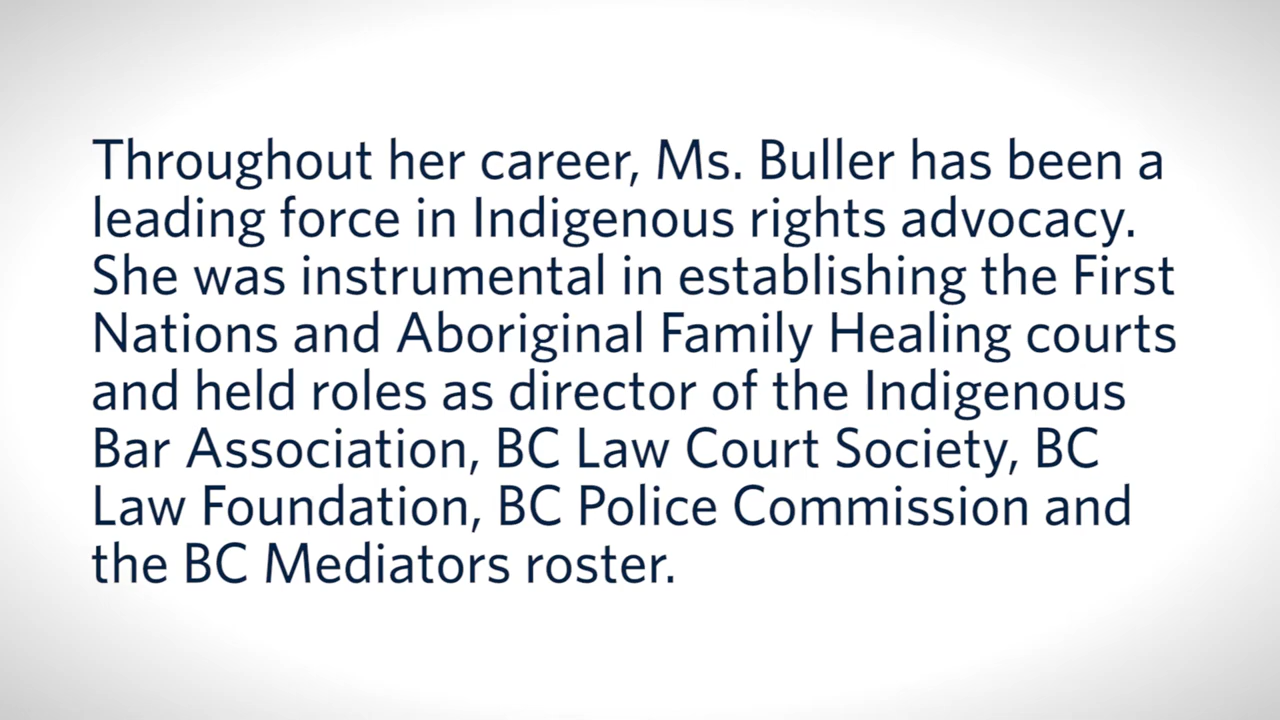 Throughout her career, Ms. Buller has been a
leading force in Indigenous rights advocacy.
She was instrumental in establishing the First
Nations and Aboriginal Family Healing courts
and held roles as director of the Indigenous
Bar Association, BC Law Court Society, BC
Law Foundation, BC Police Commission and
the BC Mediators roster.